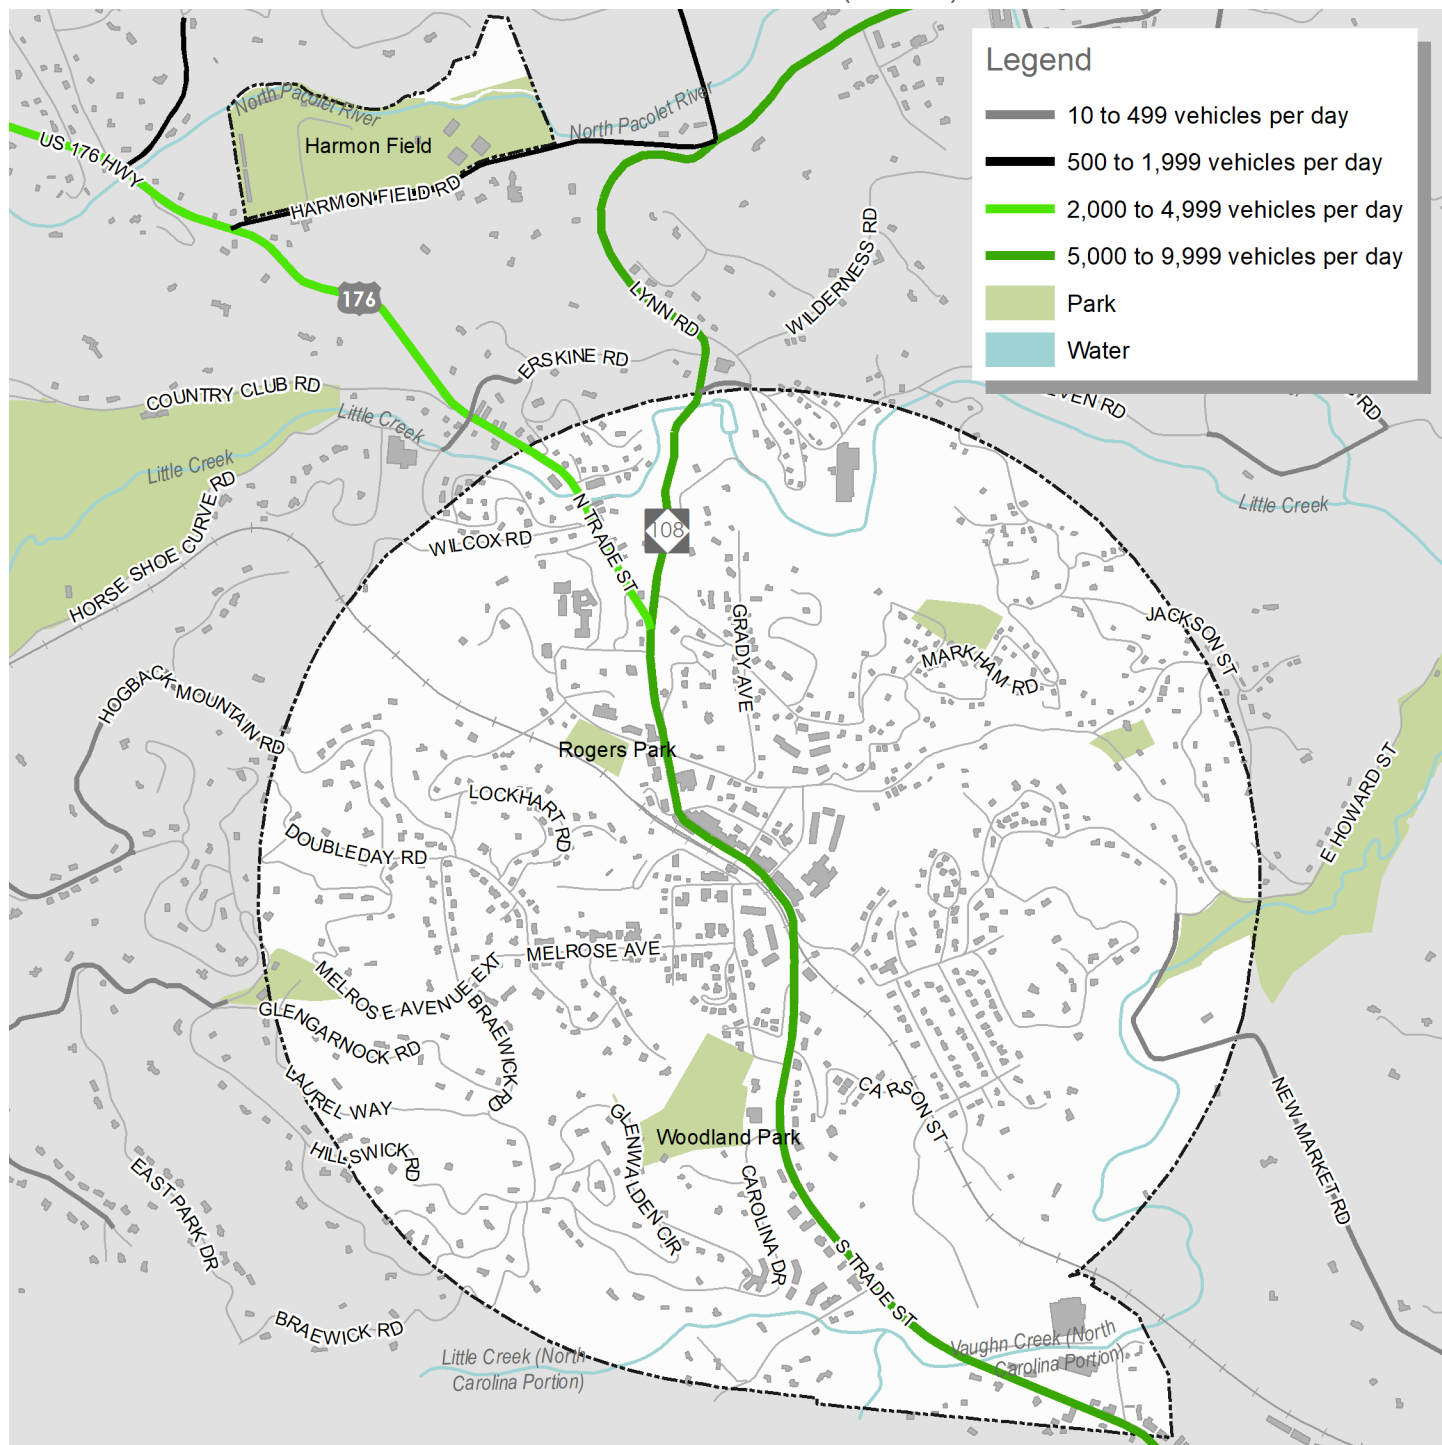 Legend
10 to 499 vehicles per day
500 to 1,999 vehicles per day
2,000 to 4,999 vehicles per day
5,000 to 9,999 vehicles per day
Park
Water
North Pacolet River
North Pacolet River
US 176 HWY
Harmon Field
HARMON FIELD RD
176
LYNN RD
WILDERNESS RD
ERSKINE RD
COUNTRY CLUB RD
Little Creek
Little Creek
RD
RD
Little Creek
HORSE SHOE CURVE RD
WILCOX RD
N TRADE ST
108
GRADY AVE
MARKHAM RD
JACKSON ST
HOGBACK MOUNTAIN RD
Rogers Park
LOCKHART RD
DOUBLEDAY RD
E HOWARD ST
MELROSE AVE
MELROSE AVENUE EXT
GLENGARNOCK RD
BRAEWICK RD
LAUREL WAY
HILLSWICK RD
CARSON ST
NEW MARKET RD
GLENWALDEN CIR
Woodland Park
CAROLINA DR
EAST PARK DR
S TRADE ST
BRAEWICK RD
Little Creek (North
Carolina Portion)
Vaughn Creek (North
Carolina Portion)